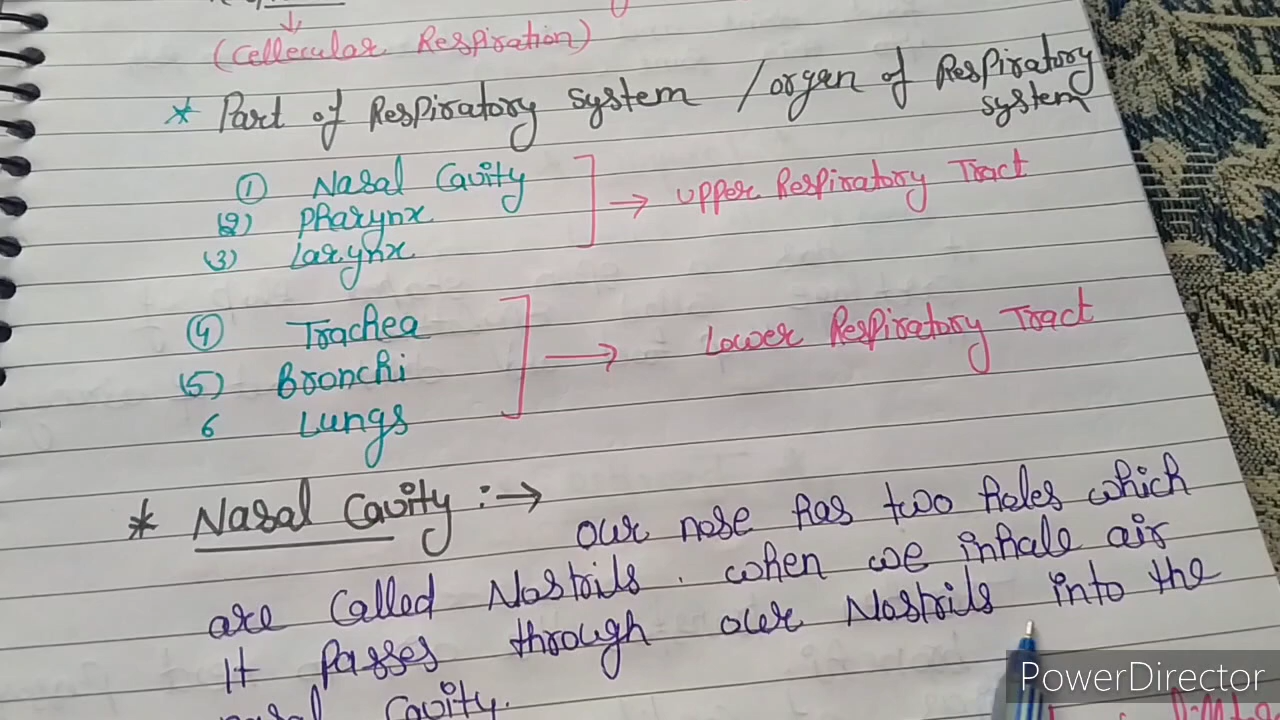 (Cellecular Respiration)
* Part of Respiratory system / organ of Respiratory system
① Nasal Cavity
(2) Pharynx
(3) Larynx
→ upper Respiratory Tract
④ Trachea
(5) Bronchi
6 Lungs
→ Lower Respiratory Tract
* Nasal Cavity :→ our nose has two holes which
are called Nostrils. when we inhale air
It passes through our Nostrils into the
nasal Cavity.
PowerDirector